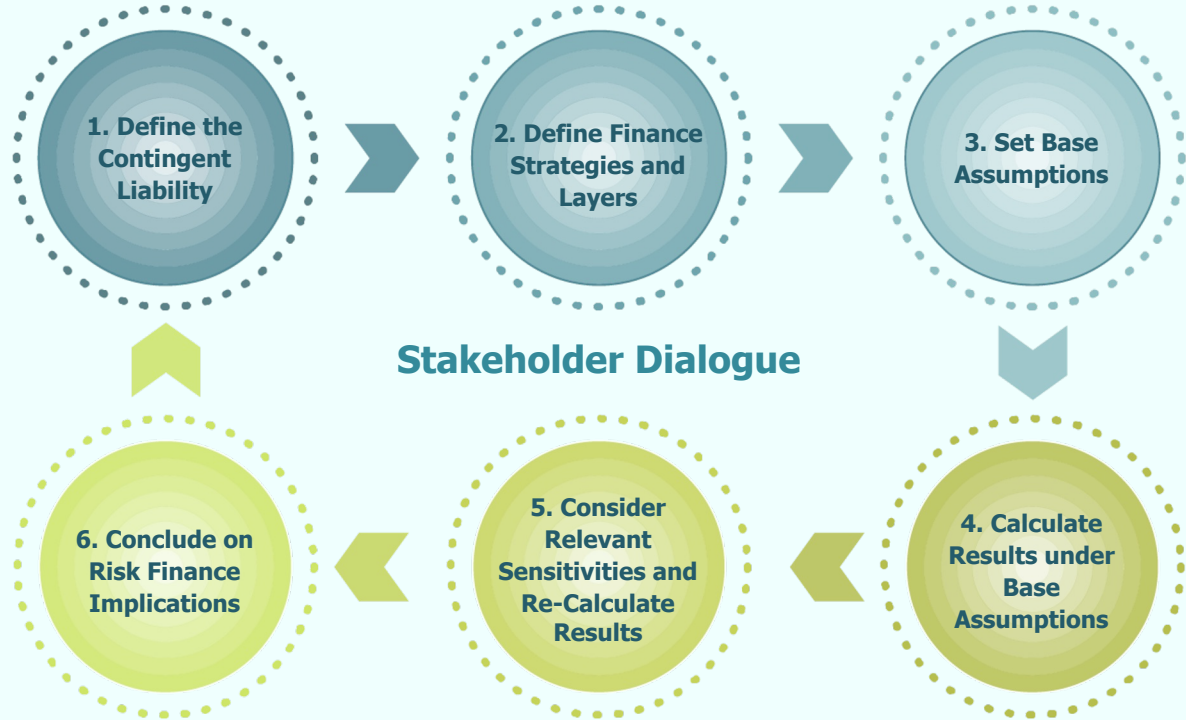 1. Define the
Contingent
Liability
2. Define Finance
Strategies and
Layers
3. Set Base
Assumptions
Stakeholder Dialogue
4. Calculate
Results under
Base
Assumptions
5. Consider
Relevant
Sensitivities and
Re-Calculate
Results
6. Conclude on
Risk Finance
Implications